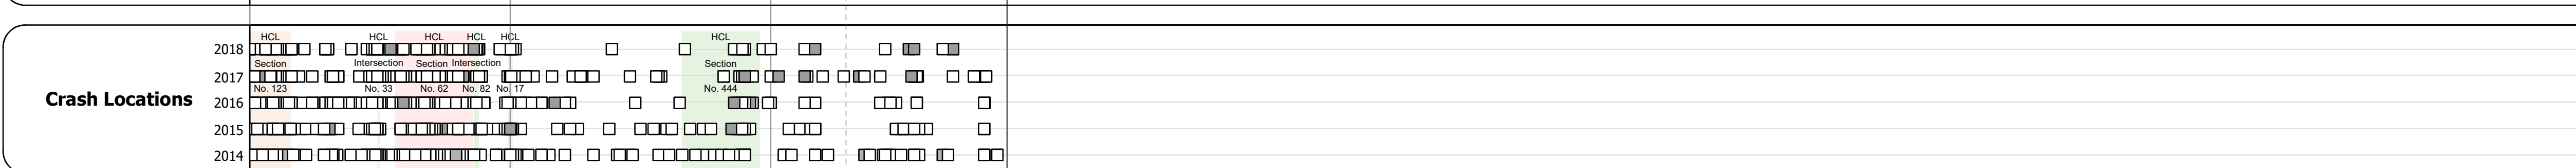 HCL HCL HCL HCL HCL HCL
2018
Section Intersection Section Intersection Section
2017
No. 123 No. 33 No. 62 No. 82 No. 17 No. 444
Crash Locations
2016
2015
2014